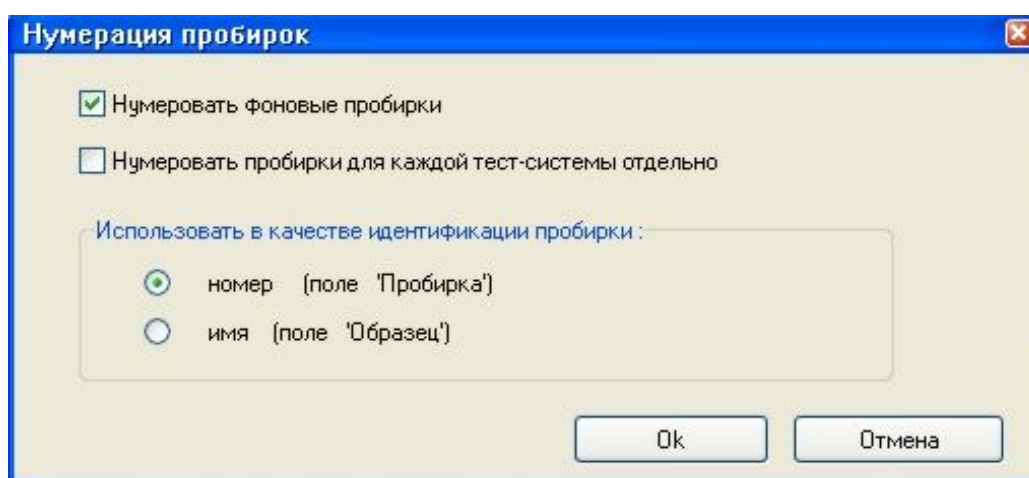 Нумерация пробирок
Нумеровать фоновые пробирки
Нумеровать пробирки для каждой тест-системы отдельно
Использовать в качестве идентификации пробирки :
номер (поле 'Пробирка')
имя (поле 'Образец')
Ok Отмена